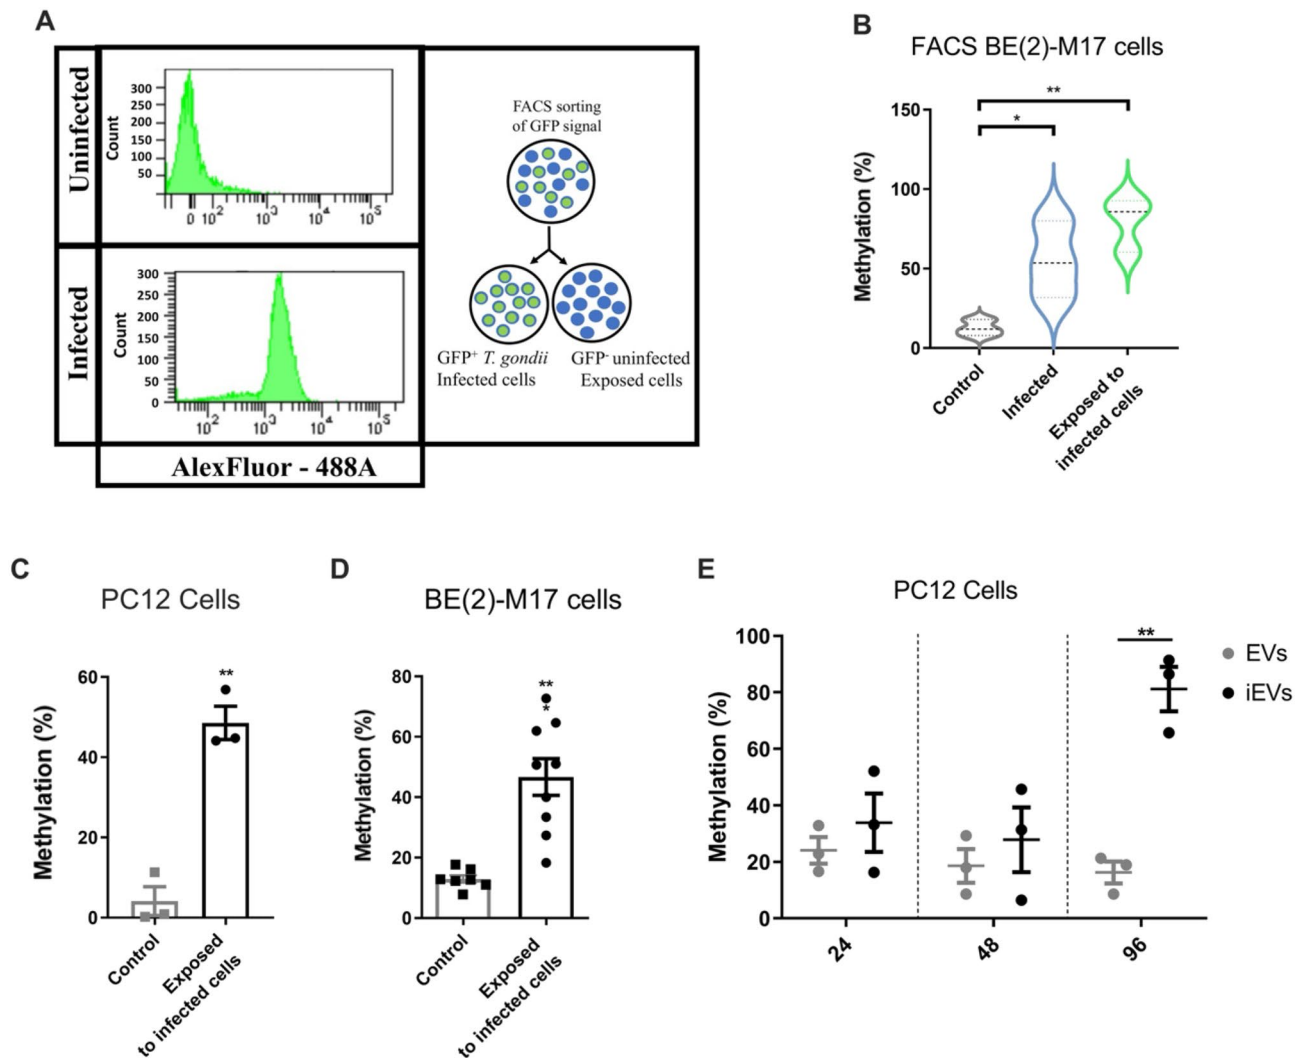 A
Uninfected
Count
300
250
200
150
100
50
0 10² 10³ 10⁴ 10⁵
FACS sorting
of GFP signal
Infected
Count
300
250
200
150
100
50
0
10² 10³ 10⁴ 10⁵
GFP⁺ T. gondii
Infected cells
GFP⁻ uninfected
Exposed cells
AlexFluor - 488A
B
FACS BE(2)-M17 cells
**
*
Methylation (%)
150
100
50
0
Control
Infected
Exposed to
infected cells
C
PC12 Cells
**
Methylation (%)
60
40
20
0
Control
Exposed
to infected cells
D
BE(2)-M17 cells
**
*
Methylation (%)
80
60
40
20
0
Control
Exposed
to infected cells
E
PC12 Cells
**
Methylation (%)
100
80
60
40
20
0
24
48
96
EVs
iEVs